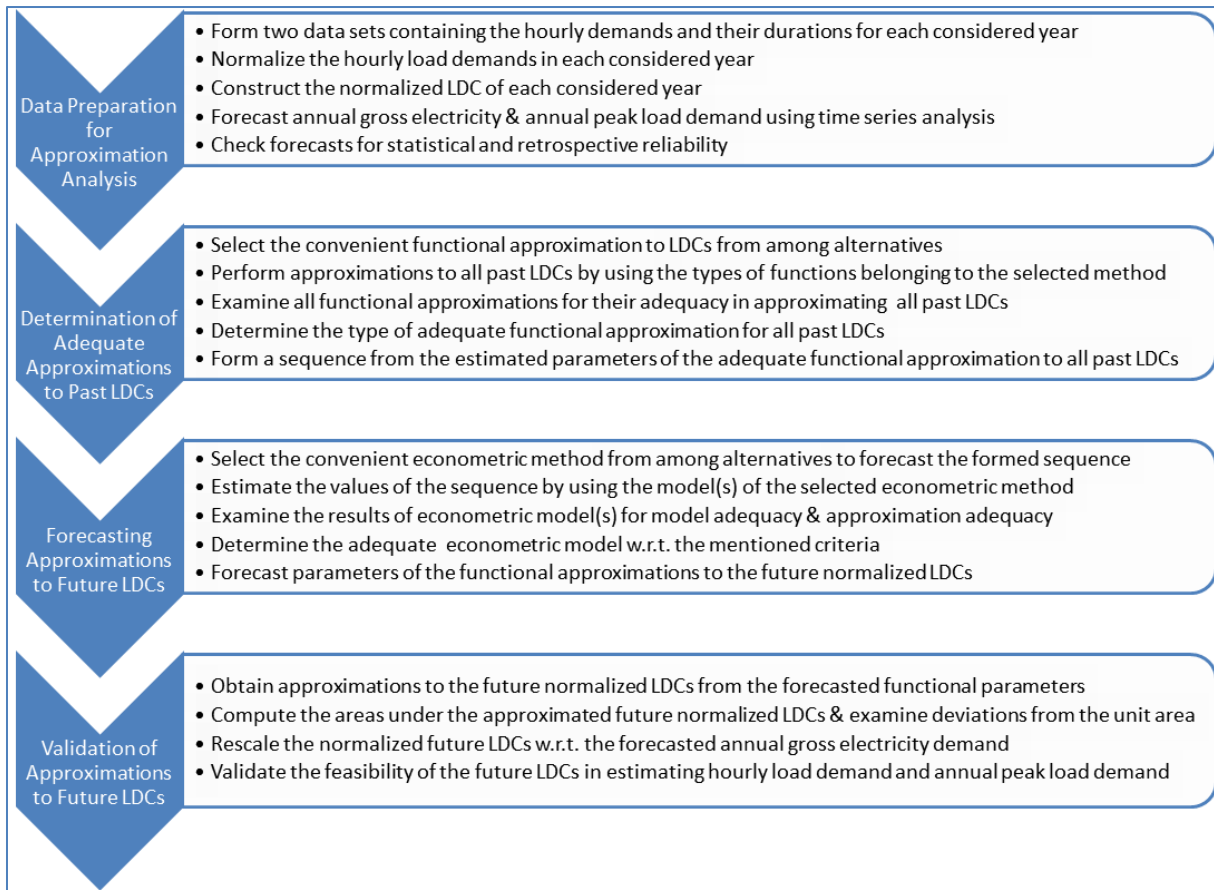 Data Preparation
for
Approximation
Analysis
• Form two data sets containing the hourly demands and their durations for each considered year
• Normalize the hourly load demands in each considered year
• Construct the normalized LDC of each considered year
• Forecast annual gross electricity & annual peak load demand using time series analysis
• Check forecasts for statistical and retrospective reliability
Determination of
Adequate
Approximations
to Past LDCs
• Select the convenient functional approximation to LDCs from among alternatives
• Perform approximations to all past LDCs by using the types of functions belonging to the selected method
• Examine all functional approximations for their adequacy in approximating all past LDCs
• Determine the type of adequate functional approximation for all past LDCs
• Form a sequence from the estimated parameters of the adequate functional approximation to all past LDCs
Forecasting
Approximations
to Future LDCs
• Select the convenient econometric method from among alternatives to forecast the formed sequence
• Estimate the values of the sequence by using the model(s) of the selected econometric method
• Examine the results of econometric model(s) for model adequacy & approximation adequacy
• Determine the adequate econometric model w.r.t. the mentioned criteria
• Forecast parameters of the functional approximations to the future normalized LDCs
Validation of
Approximations
to Future LDCs
• Obtain approximations to the future normalized LDCs from the forecasted functional parameters
• Compute the areas under the approximated future normalized LDCs & examine deviations from the unit area
• Rescale the normalized future LDCs w.r.t. the forecasted annual gross electricity demand
• Validate the feasibility of the future LDCs in estimating hourly load demand and annual peak load demand